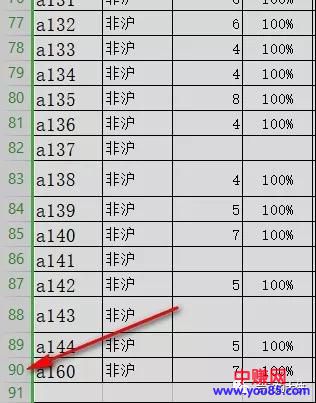 76 a131 非沪 6 100%
77 a132 非沪 6 100%
78 a133 非沪 4 100%
79 a134 非沪 4 100%
80 a135 非沪 8 100%
81 a136 非沪 4 100%
82 a137 非沪
83 a138 非沪 4 100%
84 a139 非沪 5 100%
85 a140 非沪 7 100%
86 a141 非沪
87 a142 非沪 5 100%
88 a143 非沪
89 a144 非沪 5 100%
90 a160 非沪 7 100%
91
中赚网
www.you85.com